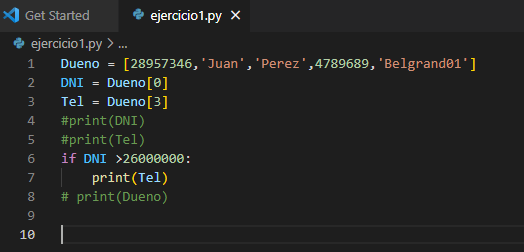 Get Started
ejercicio1.py ×
ejercicio1.py > ...
1 Dueno = [28957346,'Juan','Perez',4789689,'Belgrand01']
2 DNI = Dueno[0]
3 Tel = Dueno[3]
4 #print(DNI)
5 #print(Tel)
6 if DNI >26000000:
7     print(Tel)
8 # print(Dueno)
9
10